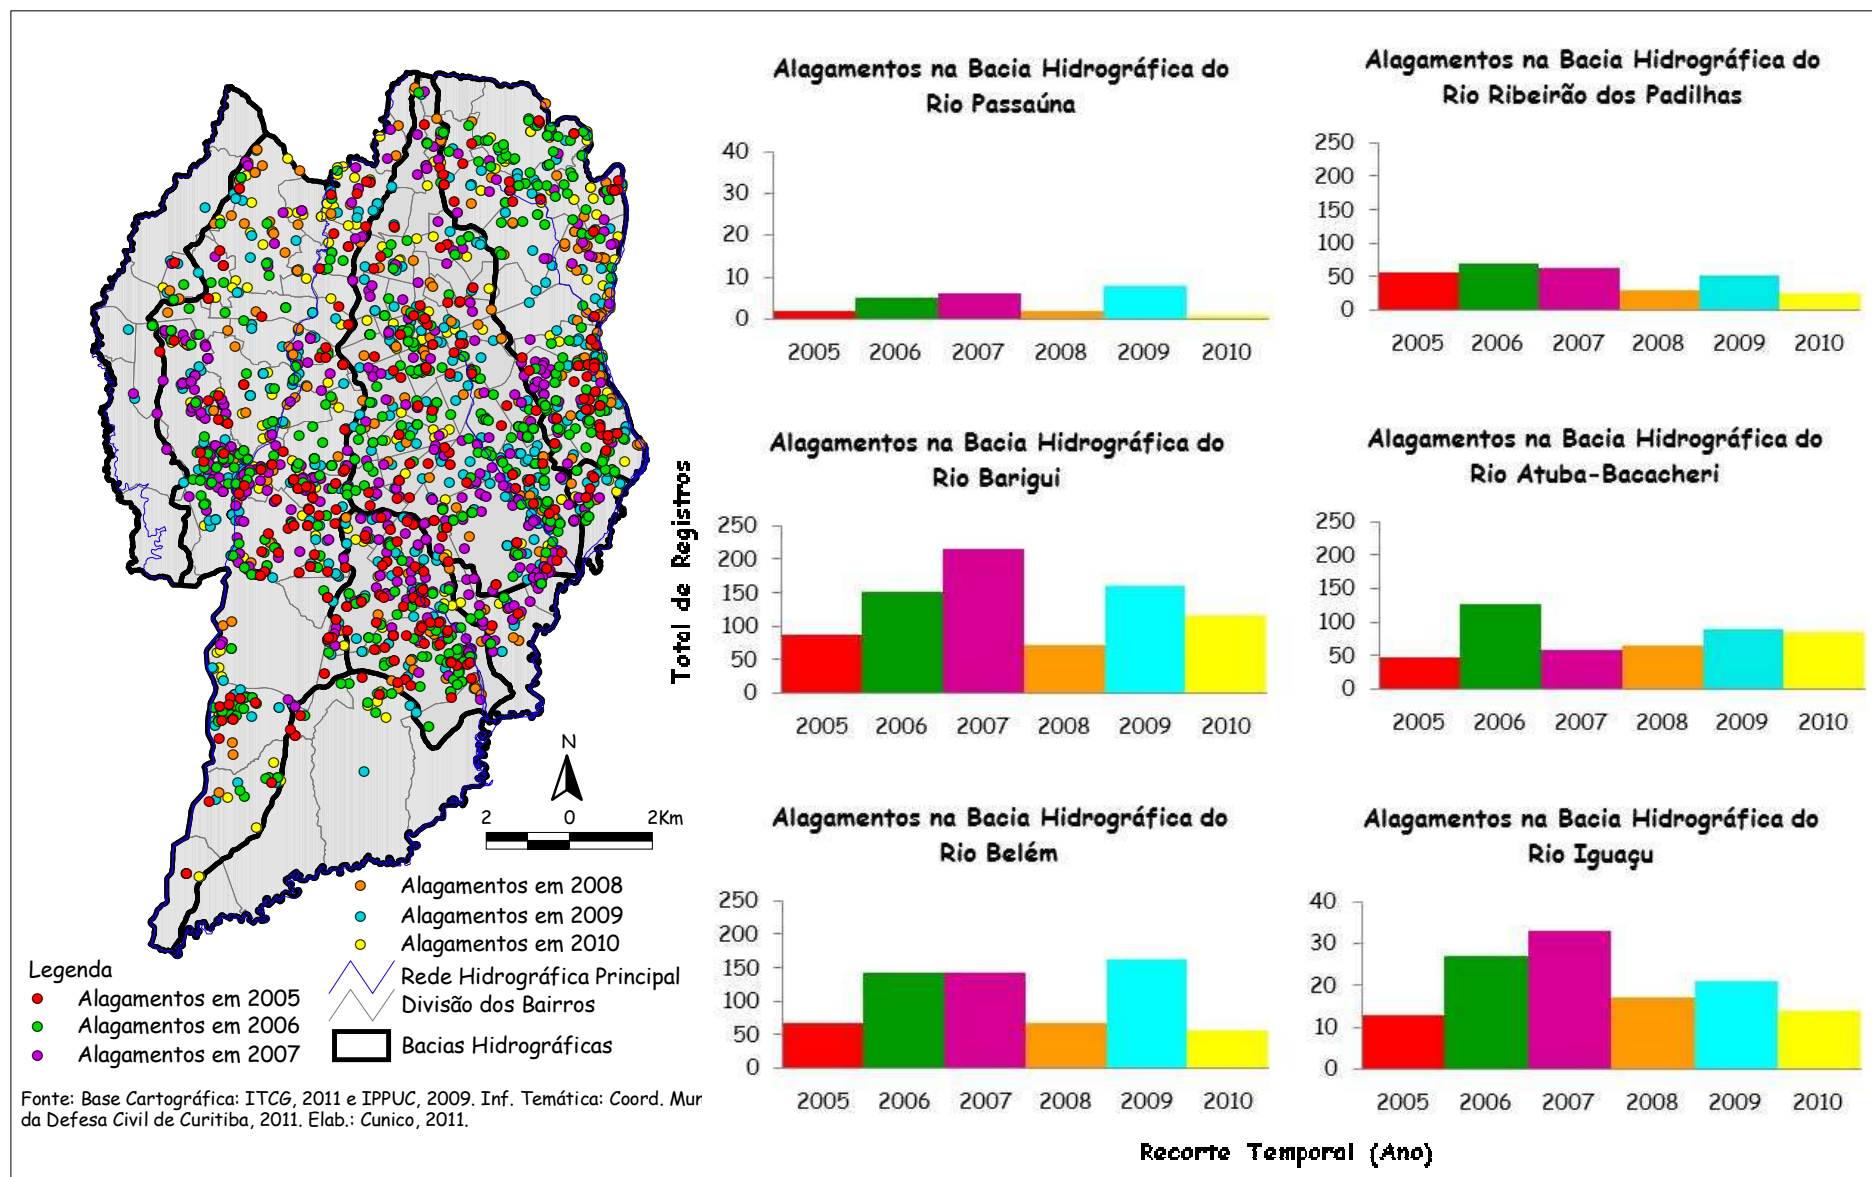 N
2
0
2Km
Alagamentos em 2008
Alagamentos em 2009
Alagamentos em 2010
Rede Hidrográfica Principal
Divisão dos Bairros
Bacias Hidrográficas
Legenda
Alagamentos em 2005
Alagamentos em 2006
Alagamentos em 2007
Fonte: Base Cartográfica: ITCG, 2011 e IPPUC, 2009. Inf. Temática: Coord. Mun
da Defesa Civil de Curitiba, 2011. Elab.: Cunico, 2011.
Total de Registros
Alagamentos na Bacia Hidrográfica do
Rio Passaúna
40
30
20
10
0
2005 2006 2007 2008 2009 2010
Alagamentos na Bacia Hidrográfica do
Rio Ribeirão dos Padilhas
250
200
150
100
50
0
2005 2006 2007 2008 2009 2010
Alagamentos na Bacia Hidrográfica do
Rio Barigui
250
200
150
100
50
0
2005 2006 2007 2008 2009 2010
Alagamentos na Bacia Hidrográfica do
Rio Atuba-Bacacheri
250
200
150
100
50
0
2005 2006 2007 2008 2009 2010
Alagamentos na Bacia Hidrográfica do
Rio Belém
250
200
150
100
50
0
2005 2006 2007 2008 2009 2010
Alagamentos na Bacia Hidrográfica do
Rio Iguaçu
40
30
20
10
0
2005 2006 2007 2008 2009 2010
Recorte Temporal (Ano)